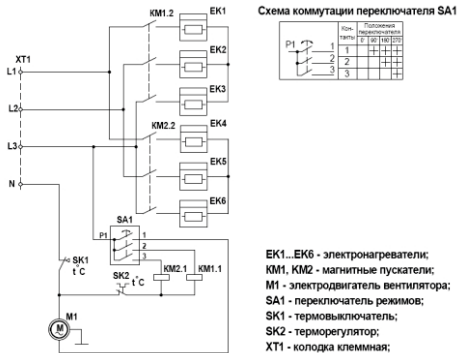 Схема коммутации переключателя SA1
Кон-такты Положения переключателя
0 90 180 270
P1 1 1 + + +
2 2 + +
3 3 +
KM1.2 EK1
EK2
XT1
L1
EK3
L2
KM2.2 EK4
L3
EK5
N
EK6
SA1
P1 1
2
3
SK1
t°C
SK2
t°C
KM2.1 KM1.1
M1
M
EK1...EK6 - электронагреватели;
KM1, KM2 - магнитные пускатели;
M1 - электродвигатель вентилятора;
SA1 - переключатель режимов;
SK1 - термовыключатель;
SK2 - терморегулятор;
XT1 - колодка клеммная;